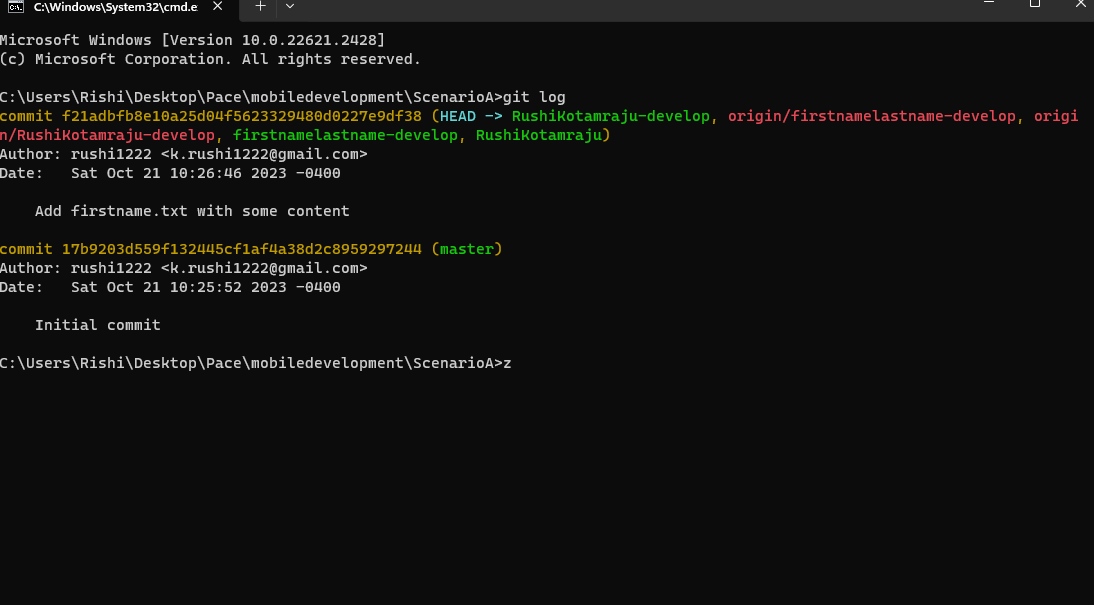 C:\Windows\System32\cmd.e
Microsoft Windows [Version 10.0.22621.2428]
(c) Microsoft Corporation. All rights reserved.
C:\Users\Rishi\Desktop\Pace\mobiledevelopment\ScenarioA>git log
commit f21adbfb8e10a25d04f5623329480d0227e9df38 (HEAD -> RushiKotamraju-develop, origin/firstnamelastname-develop, origi
n/RushiKotamraju-develop, firstnamelastname-develop, RushiKotamraju)
Author: rushi1222 <k.rushi1222@gmail.com>
Date:   Sat Oct 21 10:26:46 2023 -0400
    Add firstname.txt with some content
commit 17b9203d559f132445cf1af4a38d2c8959297244 (master)
Author: rushi1222 <k.rushi1222@gmail.com>
Date:   Sat Oct 21 10:25:52 2023 -0400
    Initial commit
C:\Users\Rishi\Desktop\Pace\mobiledevelopment\ScenarioA>z